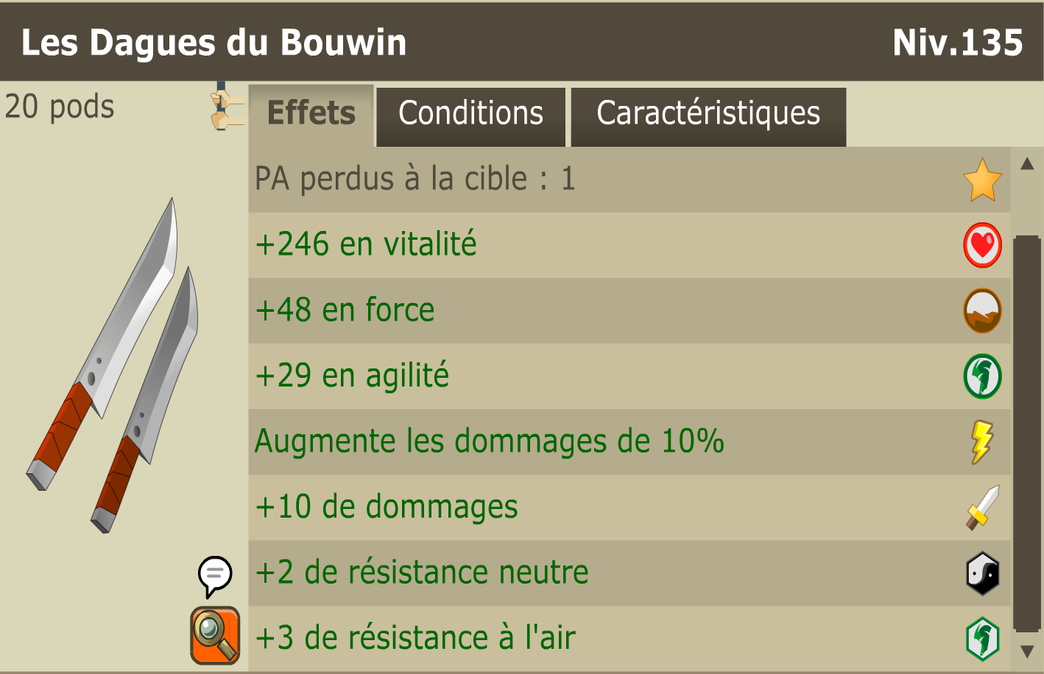 Les Dagues du Bouwin
Niv.135
20 pods
Effets
Conditions
Caractéristiques
PA perdus à la cible : 1
+246 en vitalité
+48 en force
+29 en agilité
Augmente les dommages de 10%
+10 de dommages
+2 de résistance neutre
+3 de résistance à l'air